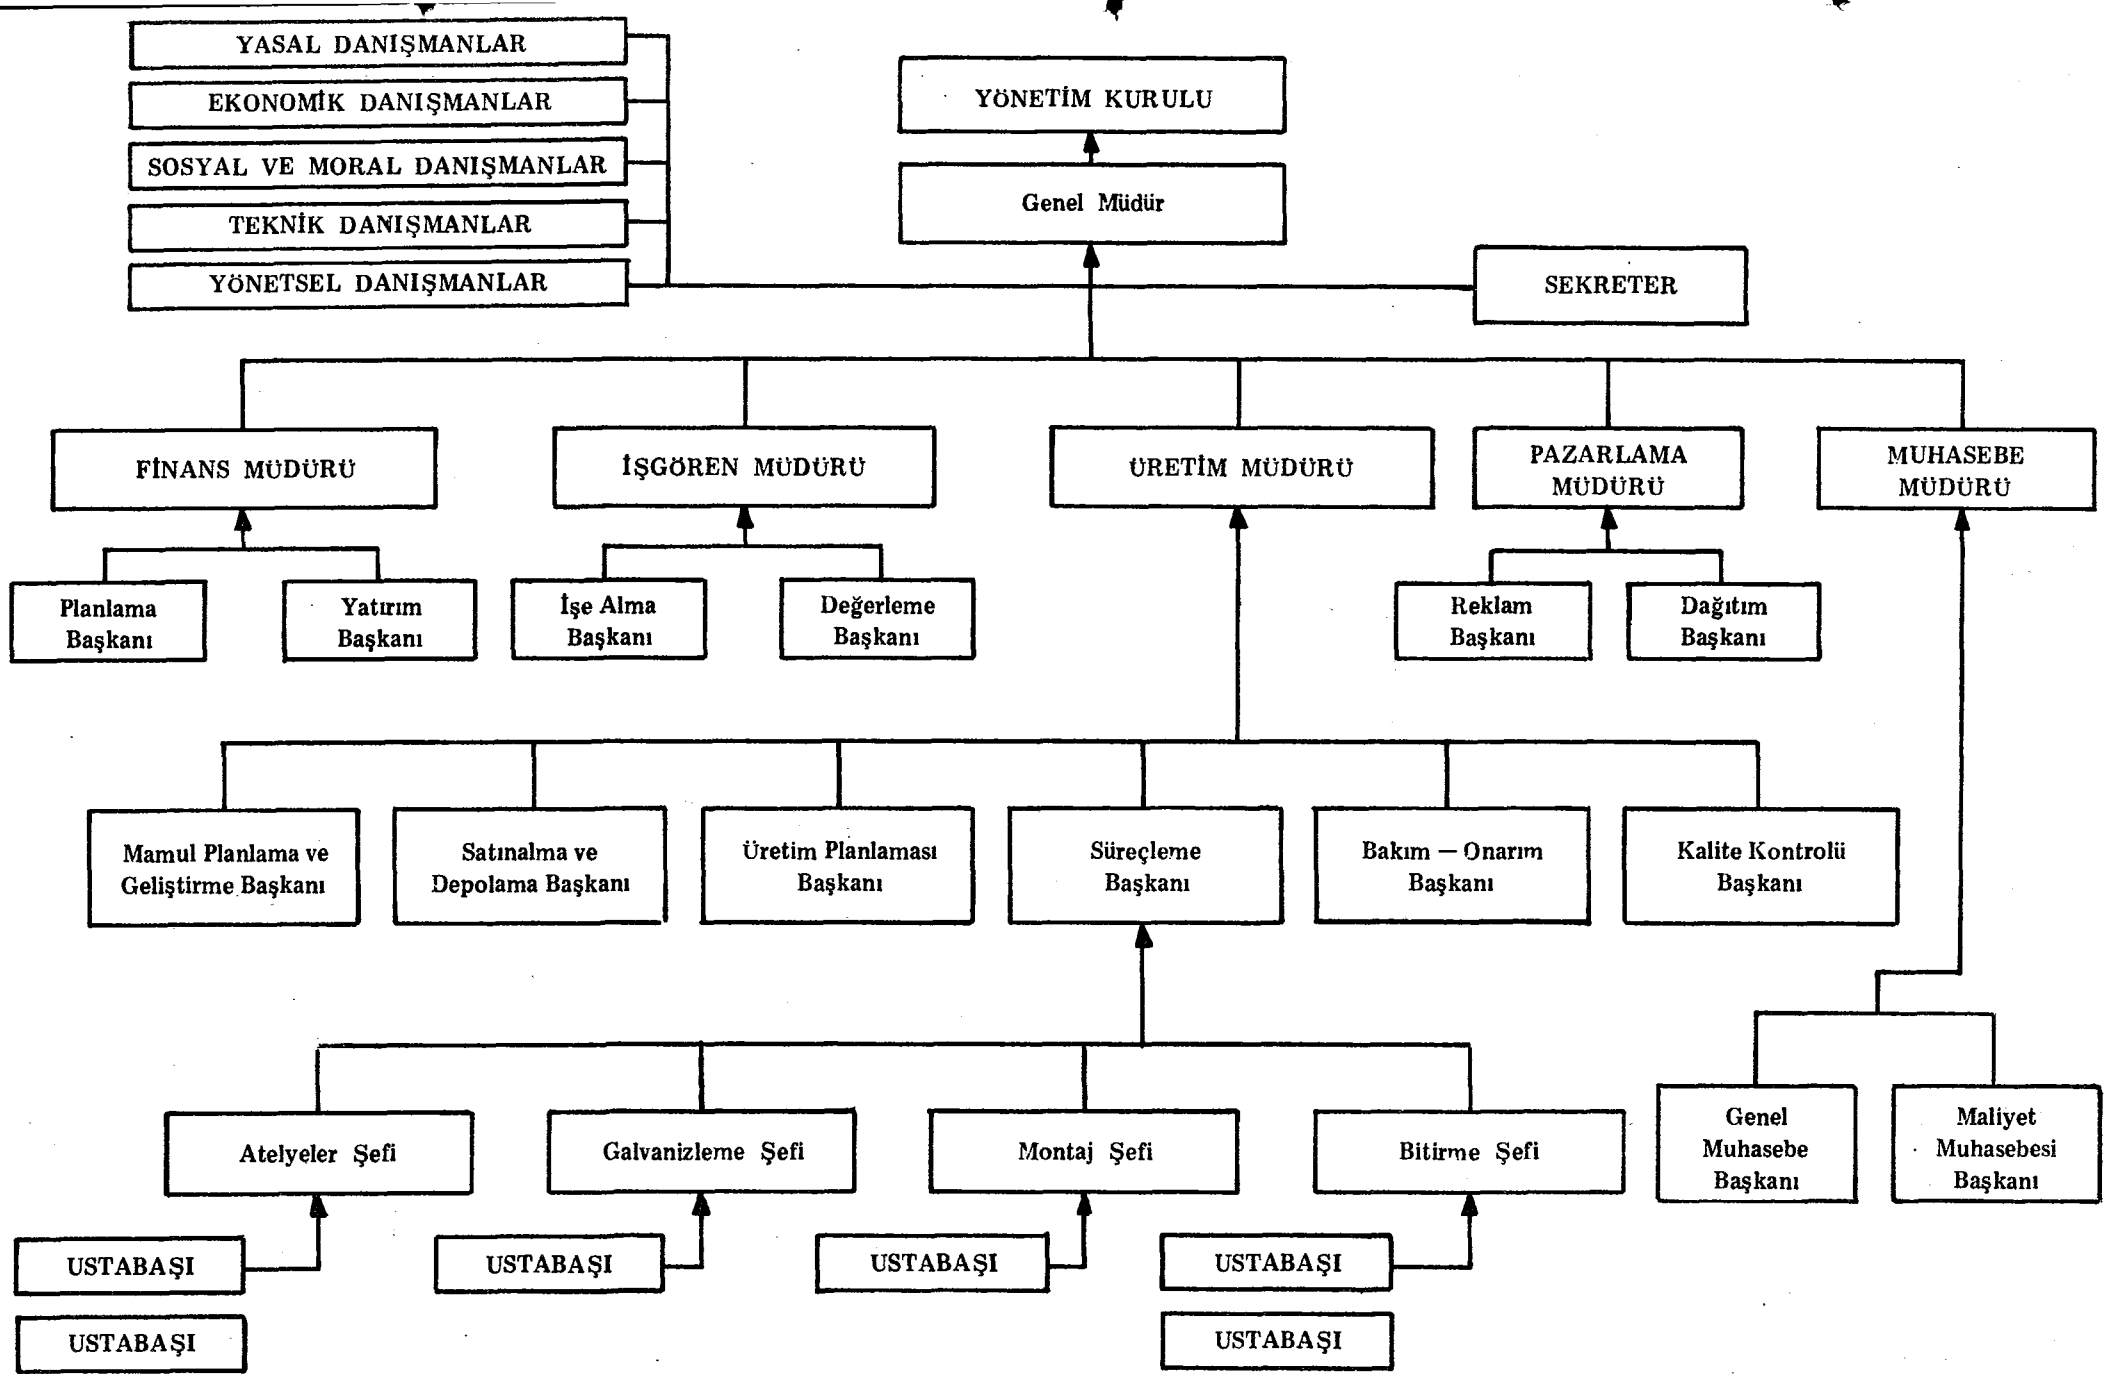 YASAL DANIŞMANLAR
EKONOMİK DANIŞMANLAR
SOSYAL VE MORAL DANIŞMANLAR
TEKNİK DANIŞMANLAR
YÖNETSEL DANIŞMANLAR
YÖNETİM KURULU
Genel Müdür
SEKRETER
FİNANS MÜDÜRÜ
İŞGÖREN MÜDÜRÜ
ÜRETİM MÜDÜRÜ
PAZARLAMA
MÜDÜRÜ
MUHASEBE
MÜDÜRÜ
Planlama
Başkanı
Yatırım
Başkanı
İşe Alma
Başkanı
Değerleme
Başkanı
Reklam
Başkanı
Dağıtım
Başkanı
Mamul Planlama ve
Geliştirme Başkanı
Satınalma ve
Depolama Başkanı
Üretim Planlaması
Başkanı
Süreçleme
Başkanı
Bakım — Onarım
Başkanı
Kalite Kontrolü
Başkanı
Atelyeler Şefi
Galvanizleme Şefi
Montaj Şefi
Bitirme Şefi
Genel
Muhasebe
Başkanı
Maliyet
Muhasebesi
Başkanı
USTABAŞI
USTABAŞI
USTABAŞI
USTABAŞI
USTABAŞI
USTABAŞI